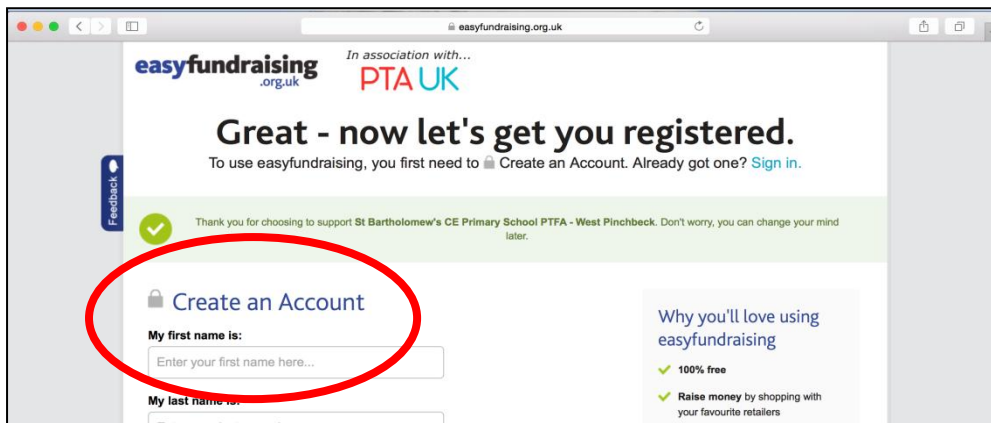 easyfundraising.org.uk
easyfundraising
.org.uk
In association with...
PTA UK
Great - now let's get you registered.
To use easyfundraising, you first need to Create an Account. Already got one? Sign in.
Feedback
Thank you for choosing to support St Bartholomew's CE Primary School PTFA - West Pinchbeck. Don't worry, you can change your mind
later.
Create an Account
My first name is:
Enter your first name here...
My last name is:
Why you'll love using
easyfundraising
100% free
Raise money by shopping with
your favourite retailers